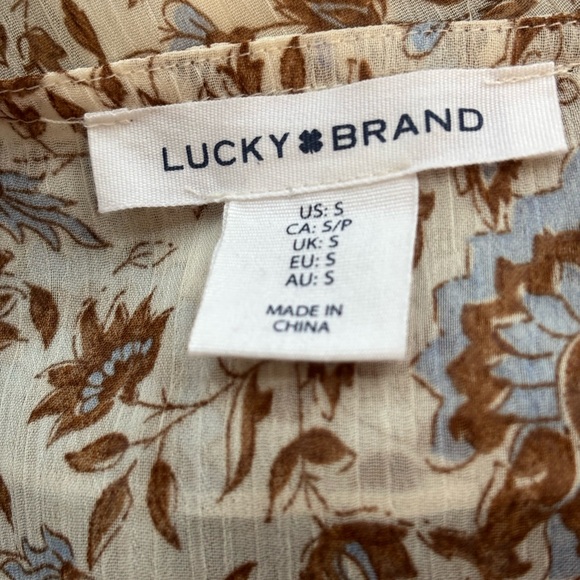 LUCKY BRAND
US: S
CA: S/P
UK: S
EU: S
AU: S
MADE IN
CHINA